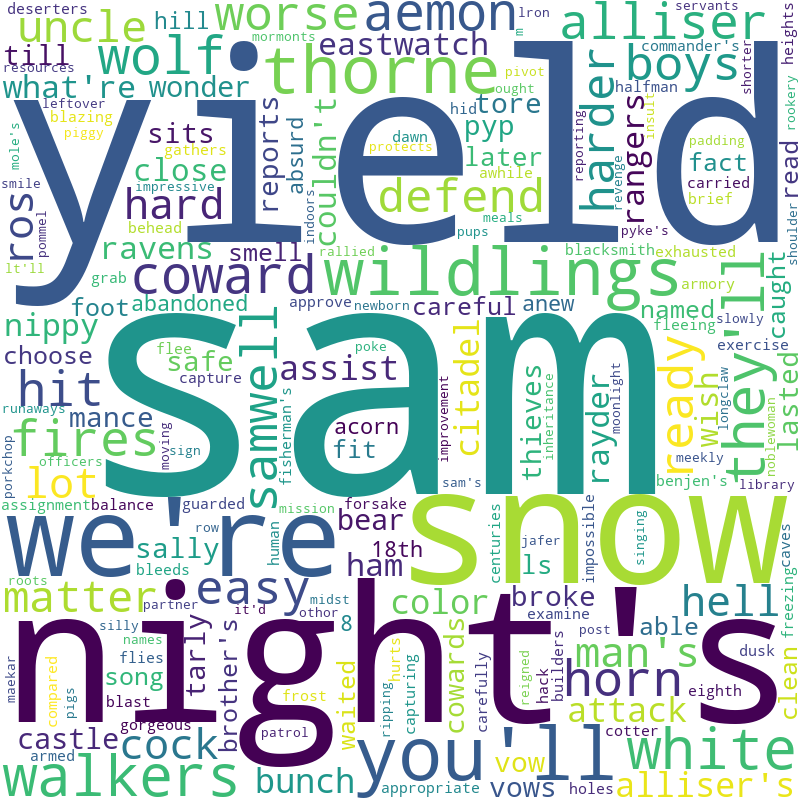 deserters
uncle
hill
worse
aemon
lron
alliser
servants
resources
till
wolf
mormonts
eastwatch
m
boys
commander's
heights
what're
wonder
thorne
pivot
ought
halfman
shorter
yield
leftover
blazing
piggy
sits
reports
absurd
couldn't
hid
tore
pyp
dawn
protects
later
awhile
harder
reporting
revenge
insult
rangers
padding
fact
carried
brief
read
rookery
mole's
smile
ros
pommel
gathers
close
impressive
hard
behead
indoors
defend
meals
pups
pyke's
shoulder
lt'll
ravens
smell
rallied
wildlings
blacksmith
exhausted
armory
they'll
caught
grab
coward
foot
abandoned
approve
newborn
careful
anew
named
fleeing
slowly
exercise
nippy
choose
flee
safe
capture
samwell
poke
assist
sam
improvement
citadel
thieves
inheritance
rayder
moonlight
ready
wish
longclaw
noblewoman
lasted
hit
mance
runaways
fires
porkchop
officers
moving
sign
fisherman's
acorn
fit
sam's
meekly
benjen's
library
lot
assignment
balance
guarded
mission
forsake
snow
we're
row
bear
human
sally
bleeds
18th
ham
centuries
ls
jafer
impossible
singing
caves
freezing
roots
matter
partner
easy
it'd
midst
othor
8
color
broke
examine
post
able
hell
dusk
silly
names
flies
tarly
brother's
night's
maekar
compared
pigs
song
blast
gorgeous
frost
waited
hurts
ripping
capturing
cowards
carefully
reigned
hack
builders
horn
man's
eighth
clean
castle
armed
cock
patrol
attack
cotter
walkers
bunch
you'll
appropriate
vow
vows
holes
white
alliser's